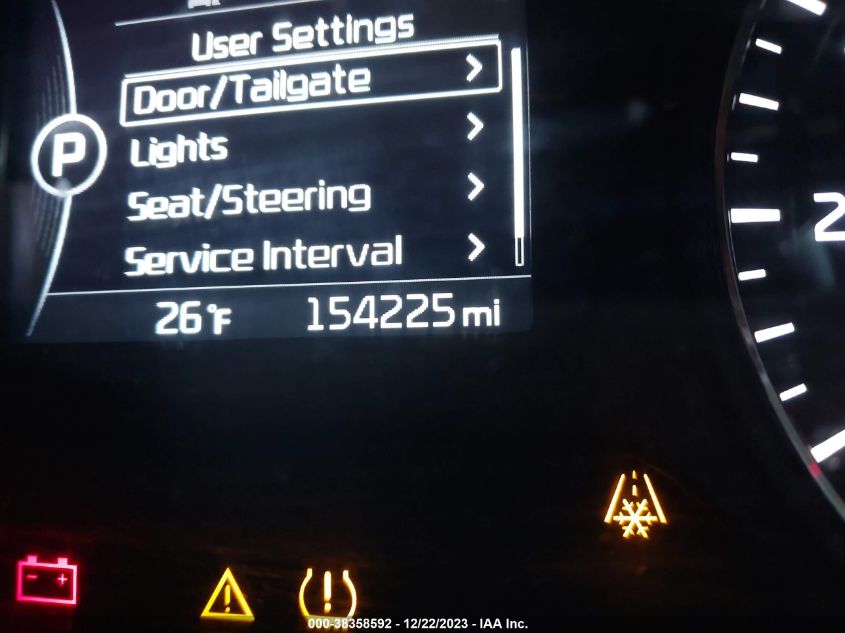 User Settings
Door/Tailgate
Lights
P
Seat/Steering
Service Interval
26°F 154225 mi
2
000-38358592 - 12/22/2023 - IAA Inc.